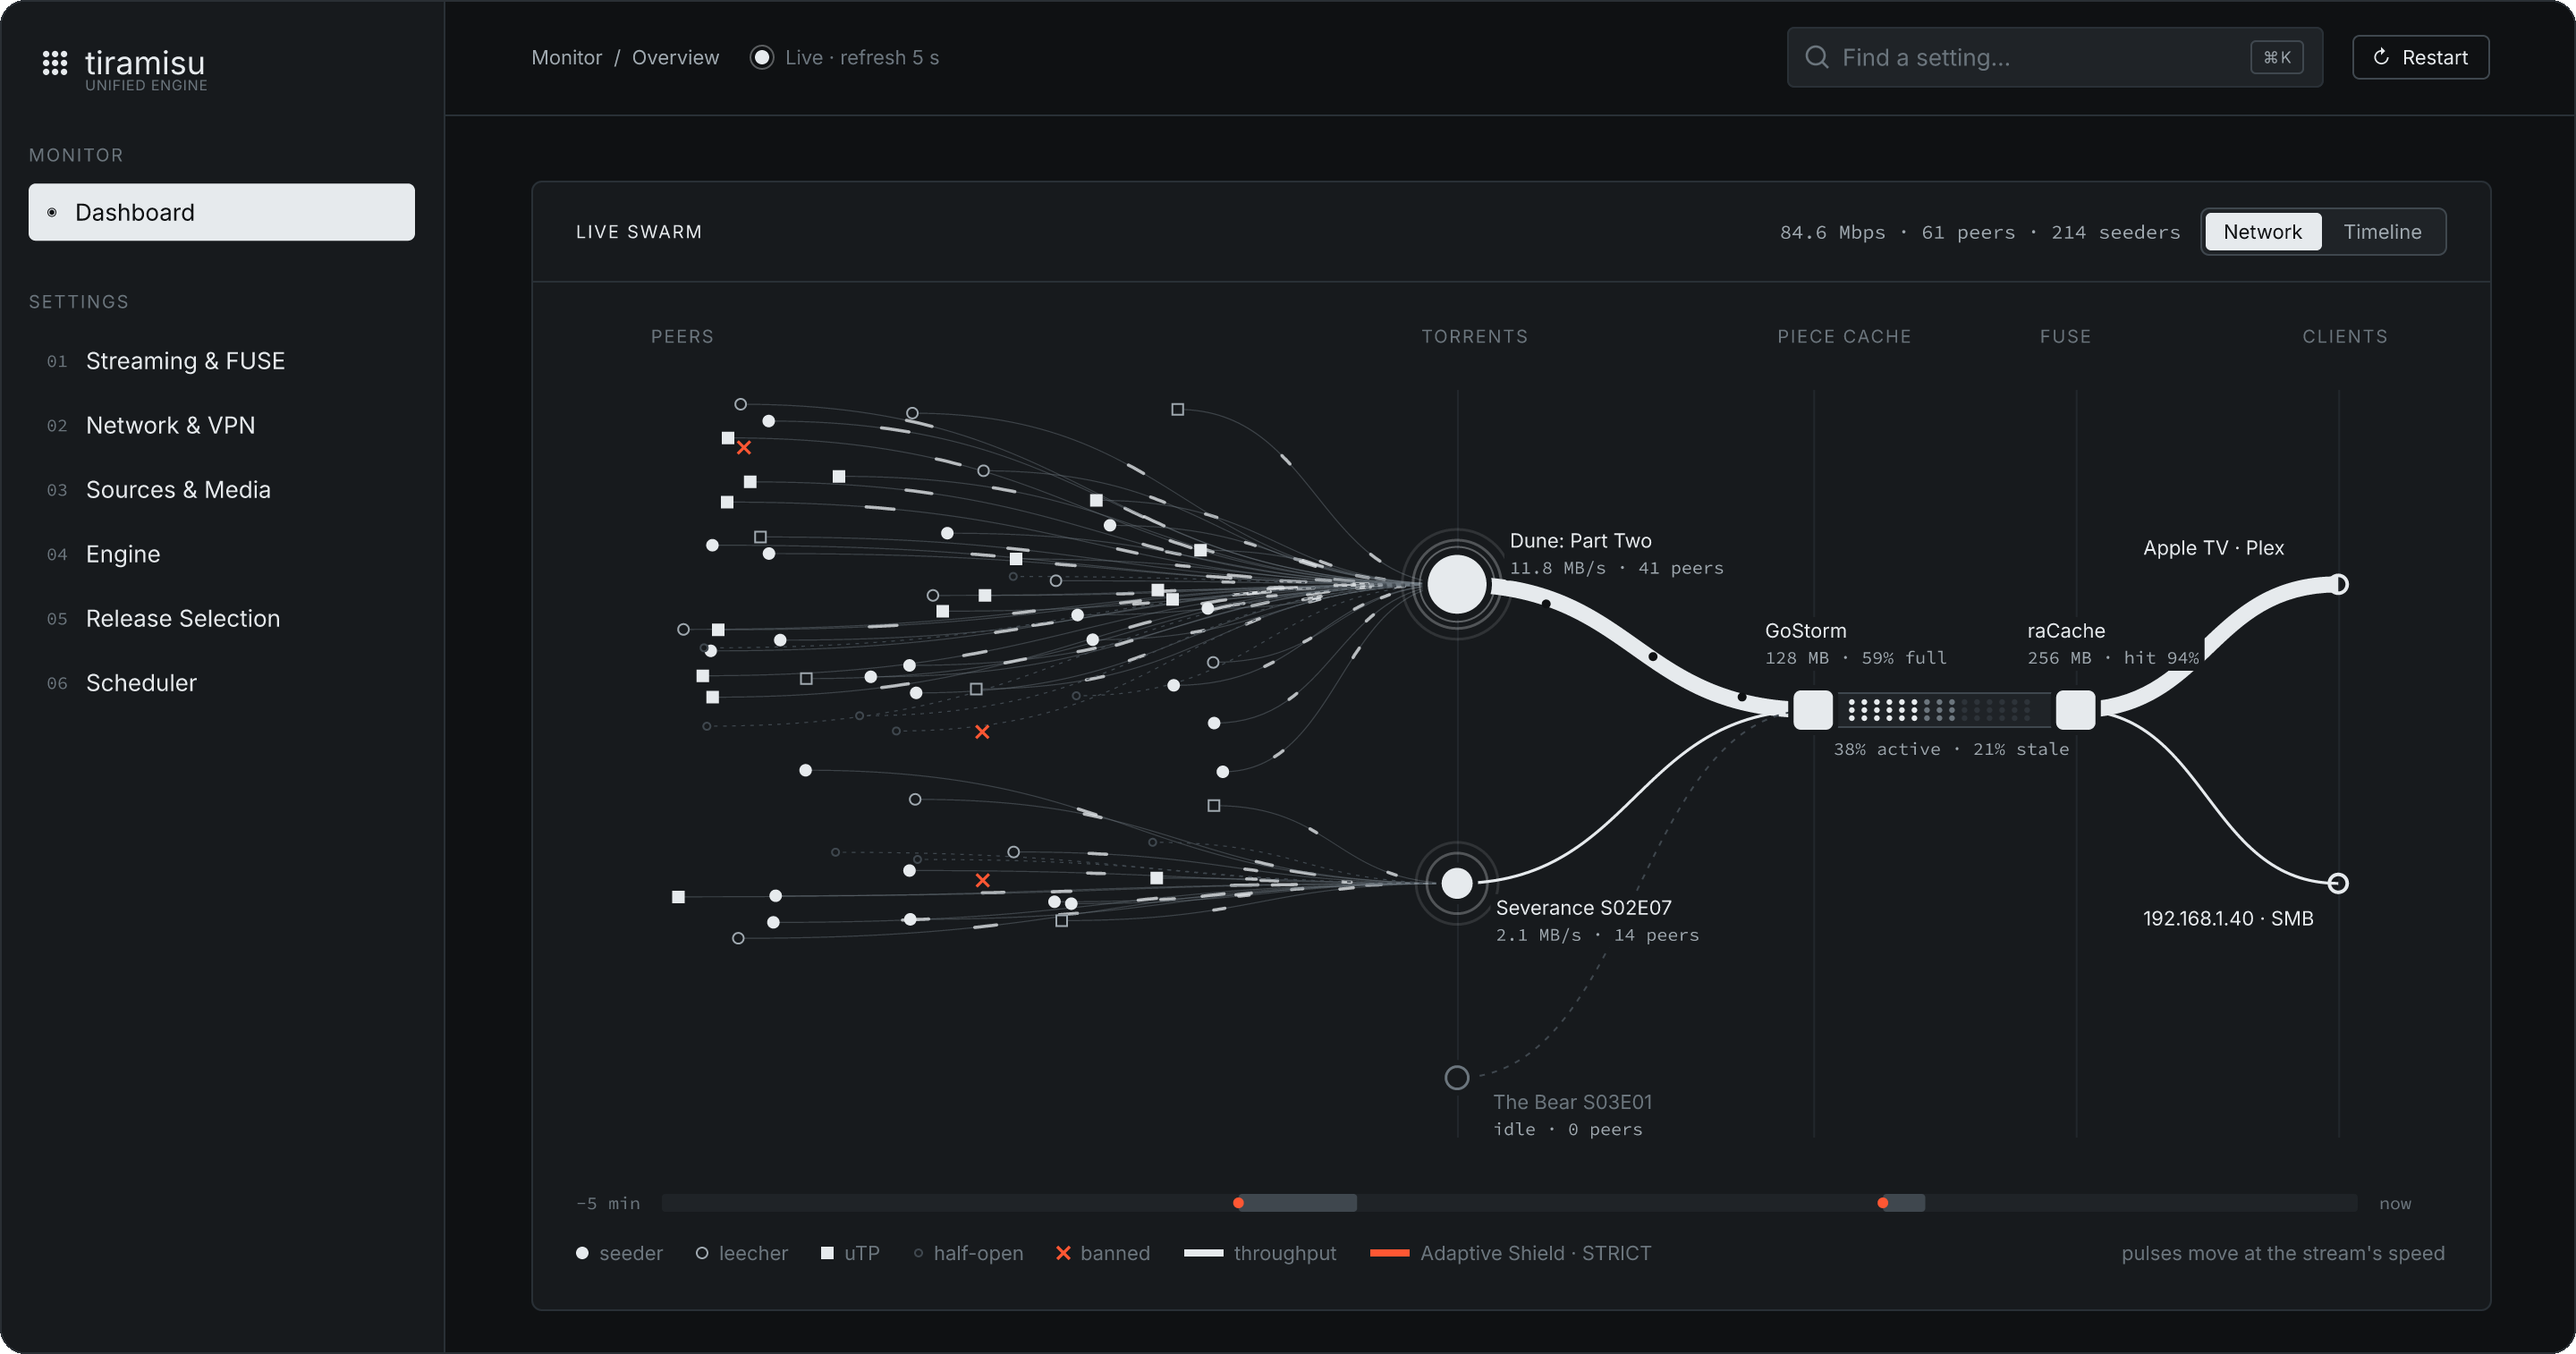 tiramisu
UNIFIED ENGINE
MONITOR
Dashboard
SETTINGS
01 Streaming & FUSE
02 Network & VPN
03 Sources & Media
04 Engine
05 Release Selection
06 Scheduler
Monitor / Overview
Live · refresh 5 s
Find a setting...
⌘K
Restart
LIVE SWARM
84.6 Mbps · 61 peers · 214 seeders
Network
Timeline
PEERS
TORRENTS
PIECE CACHE
FUSE
CLIENTS
Dune: Part Two
11.8 MB/s · 41 peers
Apple TV · Plex
GoStorm
128 MB · 59% full
raCache
256 MB · hit 94%
38% active · 21% stale
Severance S02E07
2.1 MB/s · 14 peers
192.168.1.40 · SMB
The Bear S03E01
idle · 0 peers
−5 min
now
seeder
leecher
uTP
half-open
banned
throughput
Adaptive Shield · STRICT
pulses move at the stream's speed